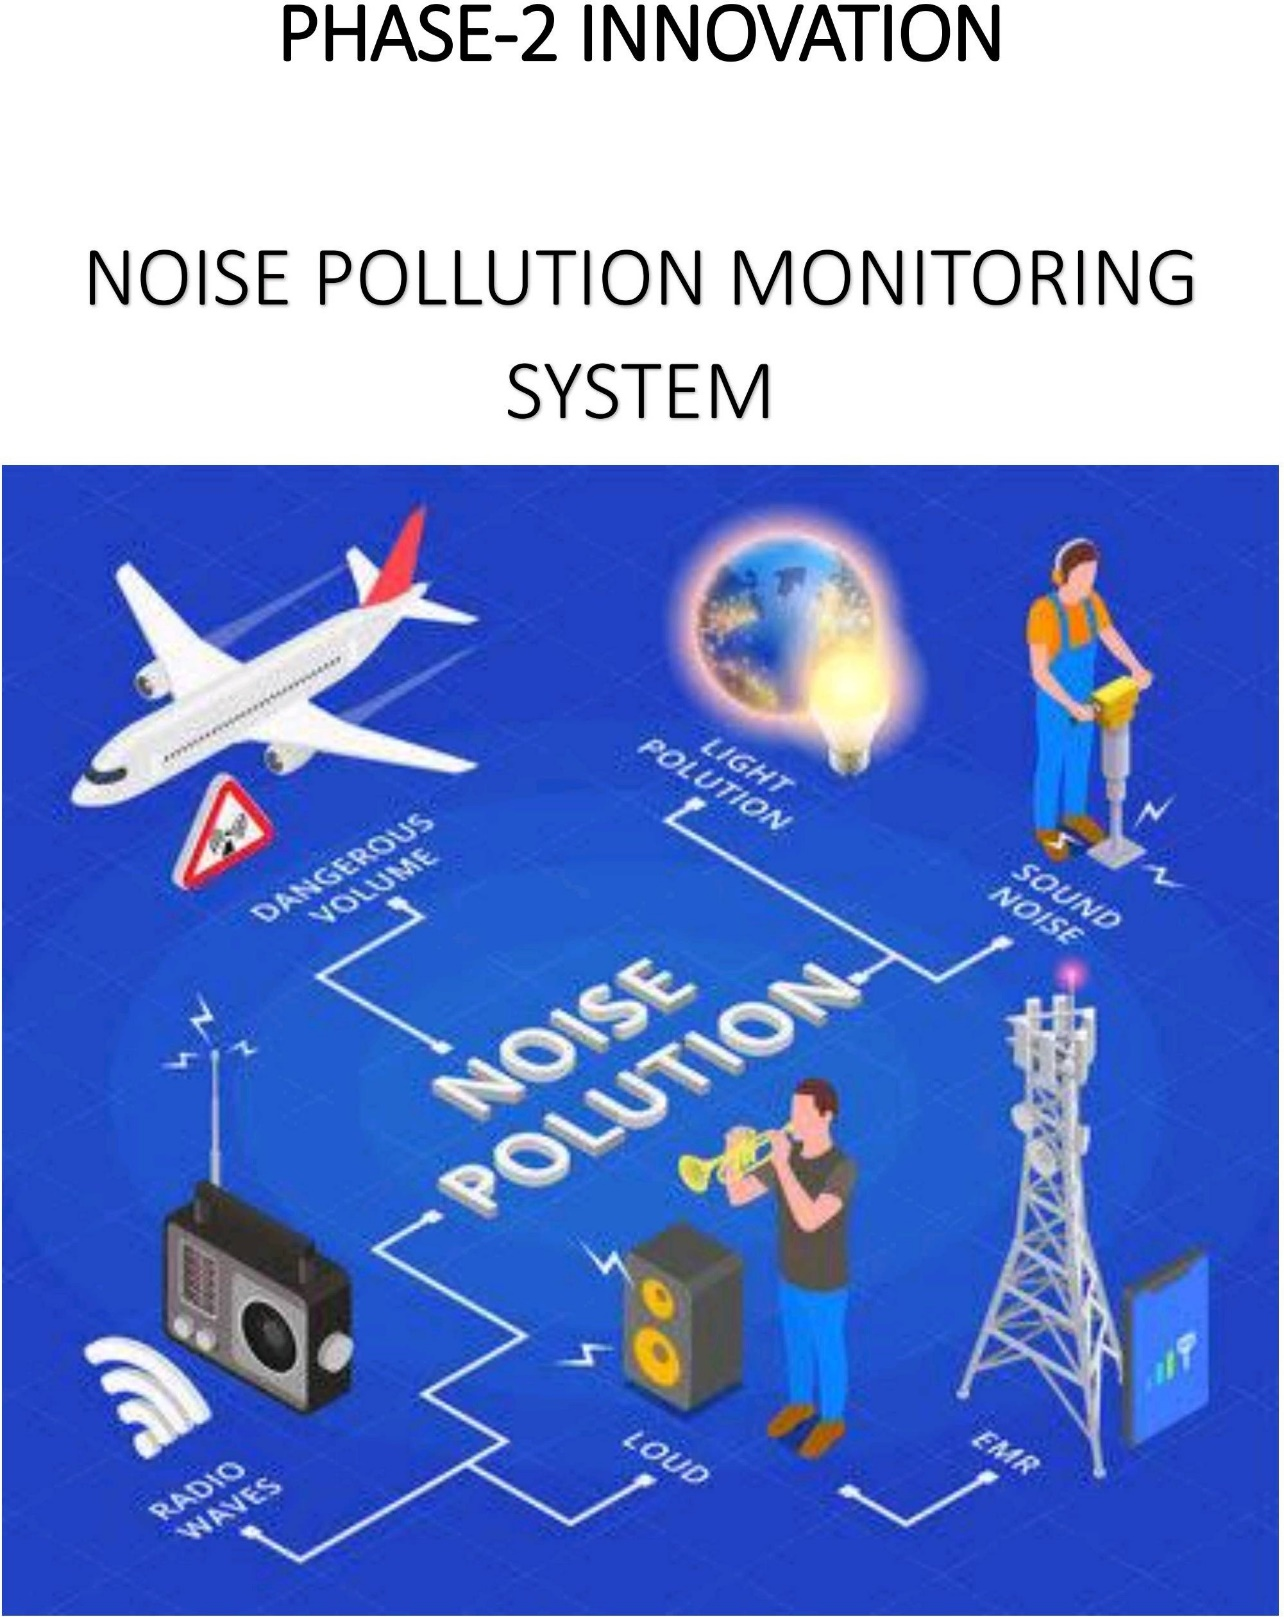 PHASE-2 INNOVATION
NOISE POLLUTION MONITORING
SYSTEM
LIGHT
POLUTION
DANGEROUS
VOLUME
SOUND
NOISE
NOISE
POLUTION
RADIO
WAVES
LOUD
EMR